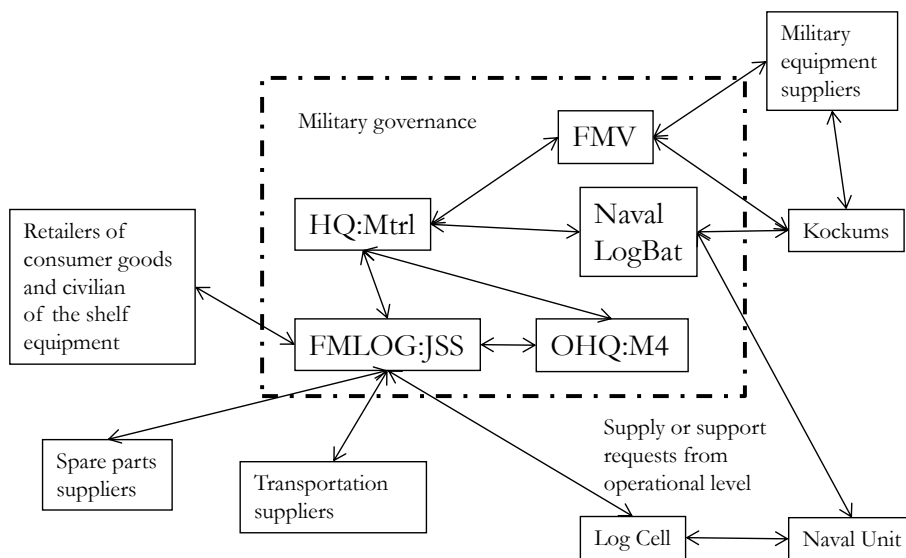 Military
equipment
suppliers
Military governance
FMV
HQ:Mtrl
Naval
LogBat
Kockums
Retailers of
consumer goods
and civilian
of the shelf
equipment
FMLOG:JSS
OHQ:M4
Supply or support
requests from
operational level
Spare parts
suppliers
Transportation
suppliers
Log Cell
Naval Unit